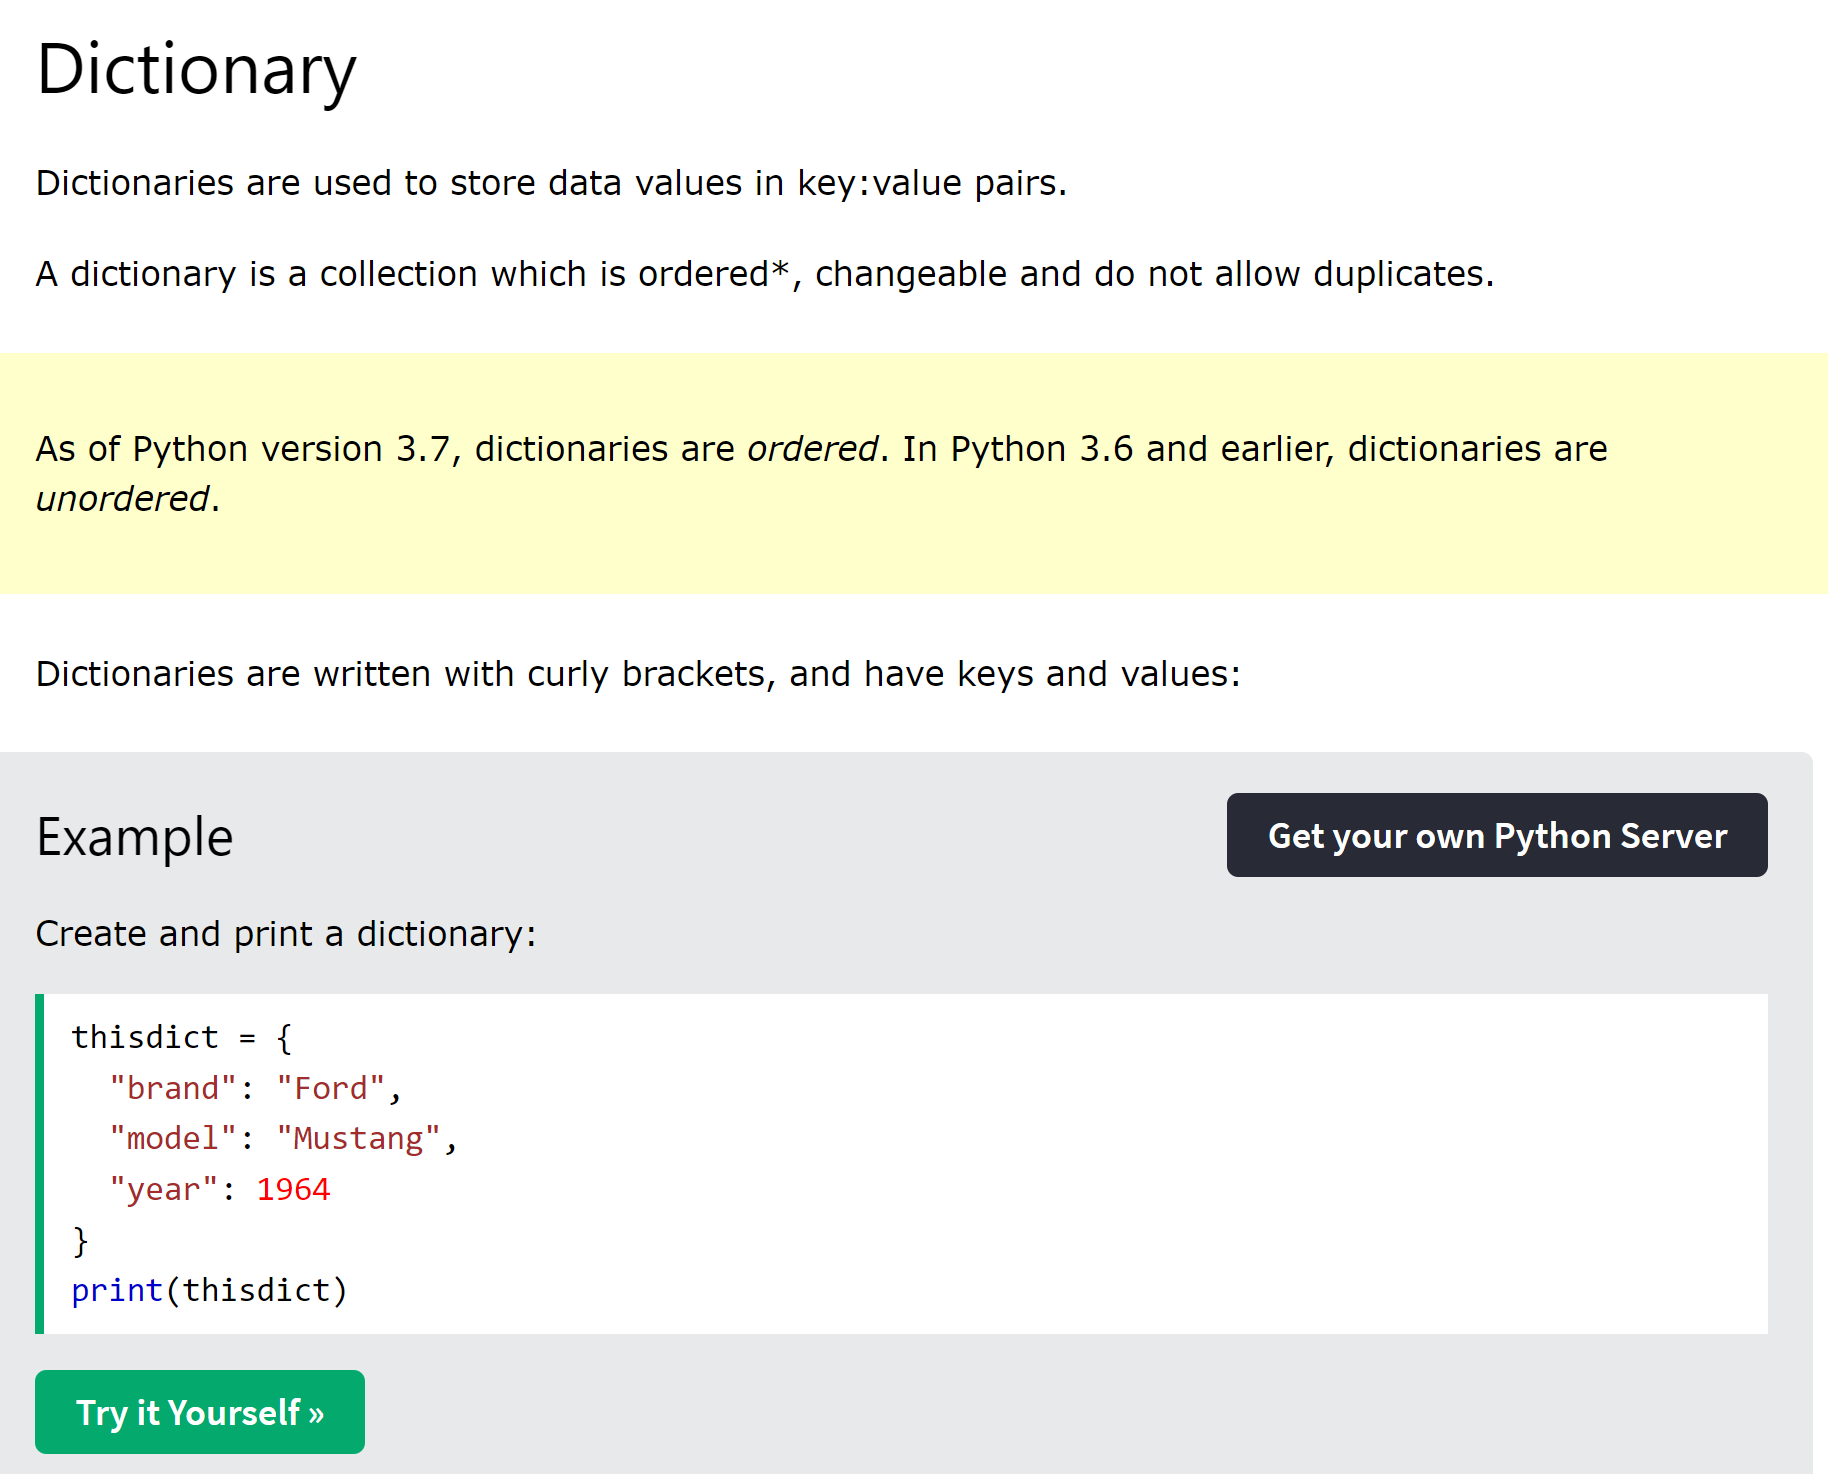 Dictionary
Dictionaries are used to store data values in key:value pairs.
A dictionary is a collection which is ordered*, changeable and do not allow duplicates.
As of Python version 3.7, dictionaries are ordered. In Python 3.6 and earlier, dictionaries are
unordered.
Dictionaries are written with curly brackets, and have keys and values:
Example
Get your own Python Server
Create and print a dictionary:
thisdict = {
  "brand": "Ford",
  "model": "Mustang",
  "year": 1964
}
print(thisdict)
Try it Yourself »